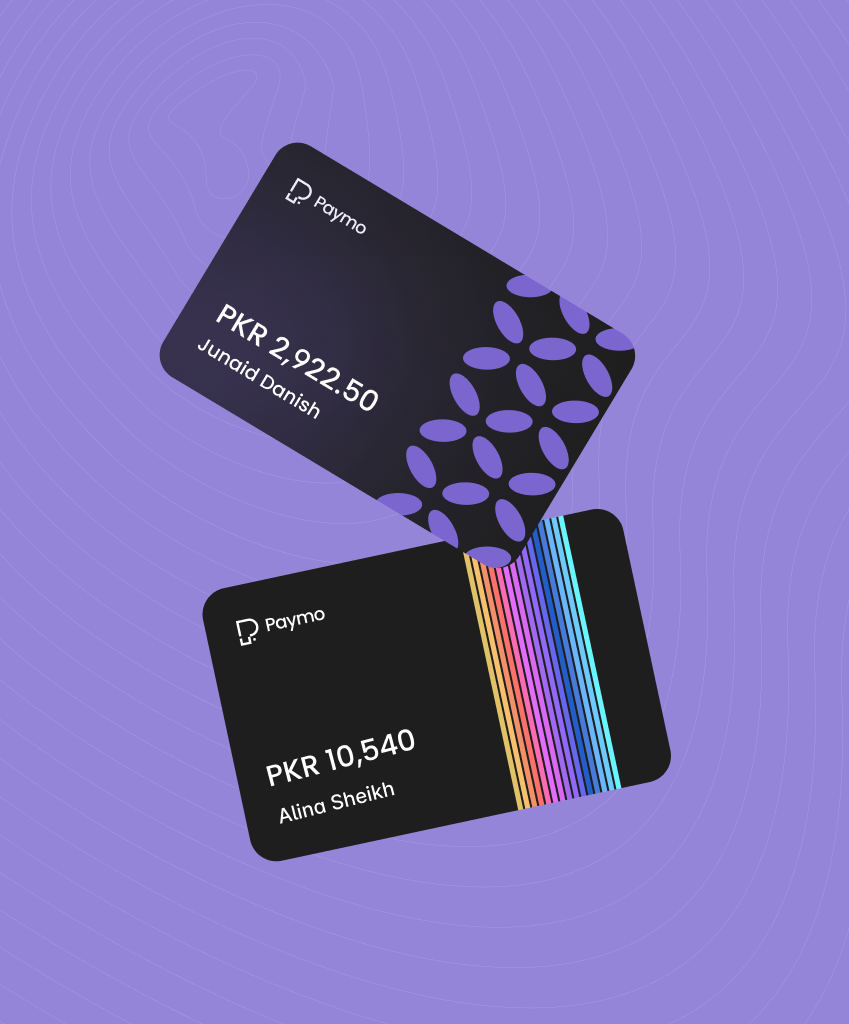 Paymo
PKR 2,922.50
Junaid Danish
Paymo
PKR 10,540
Alina Sheikh